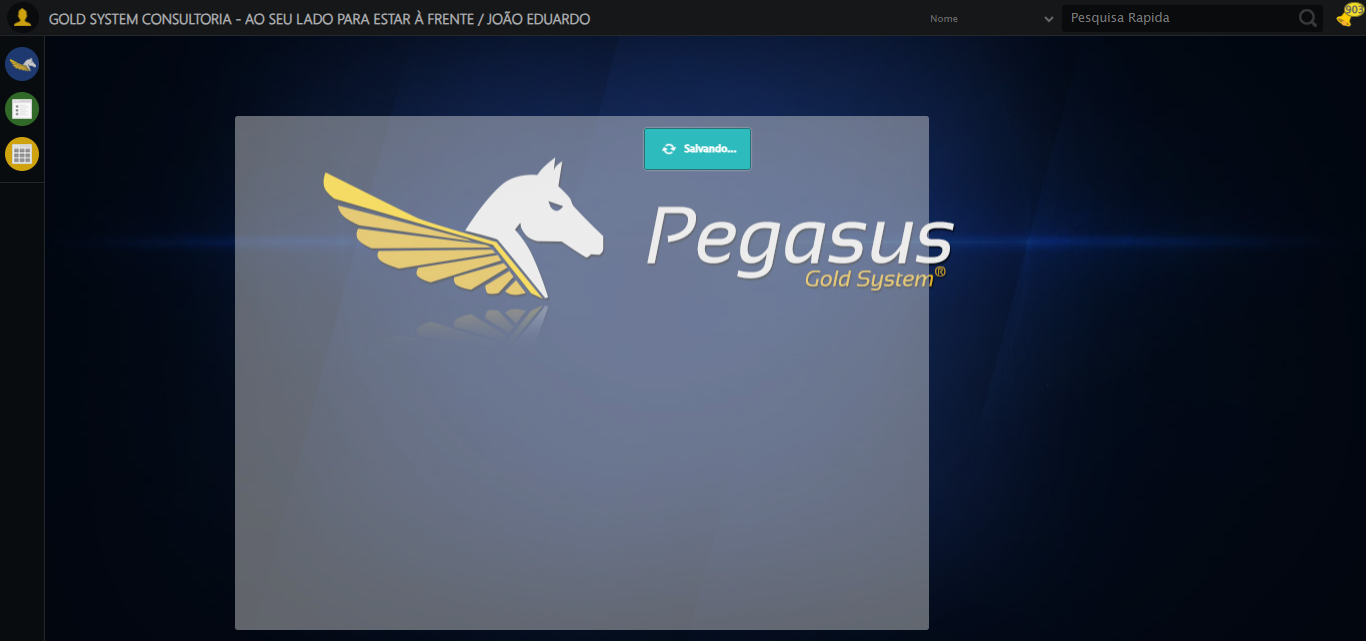 GOLD SYSTEM CONSULTORIA - AO SEU LADO PARA ESTAR À FRENTE / JOÃO EDUARDO
Nome
Pesquisa Rapida
903
Salvando...
Pegasus
Gold System®